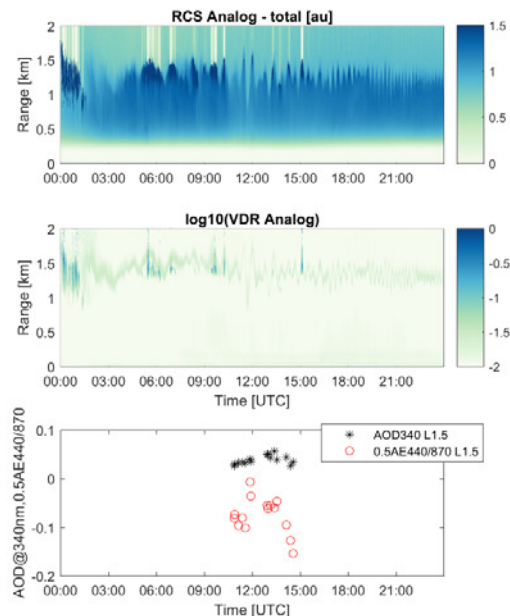 RCS Analog - total [au]
2
1.5
1
0.5
0
Range [km]
1.5
1
0.5
0
00:00 03:00 06:00 09:00 12:00 15:00 18:00 21:00
log10(VDR Analog)
2
1.5
1
0.5
0
Range [km]
0
-0.5
-1
-1.5
-2
00:00 03:00 06:00 09:00 12:00 15:00 18:00 21:00
Time [UTC]
AOD@340nm,0.5AE440/870
0.1
0
-0.1
-0.2
AOD340 L1.5
0.5AE440/870 L1.5
00:00 03:00 06:00 09:00 12:00 15:00 18:00 21:00
Time [UTC]